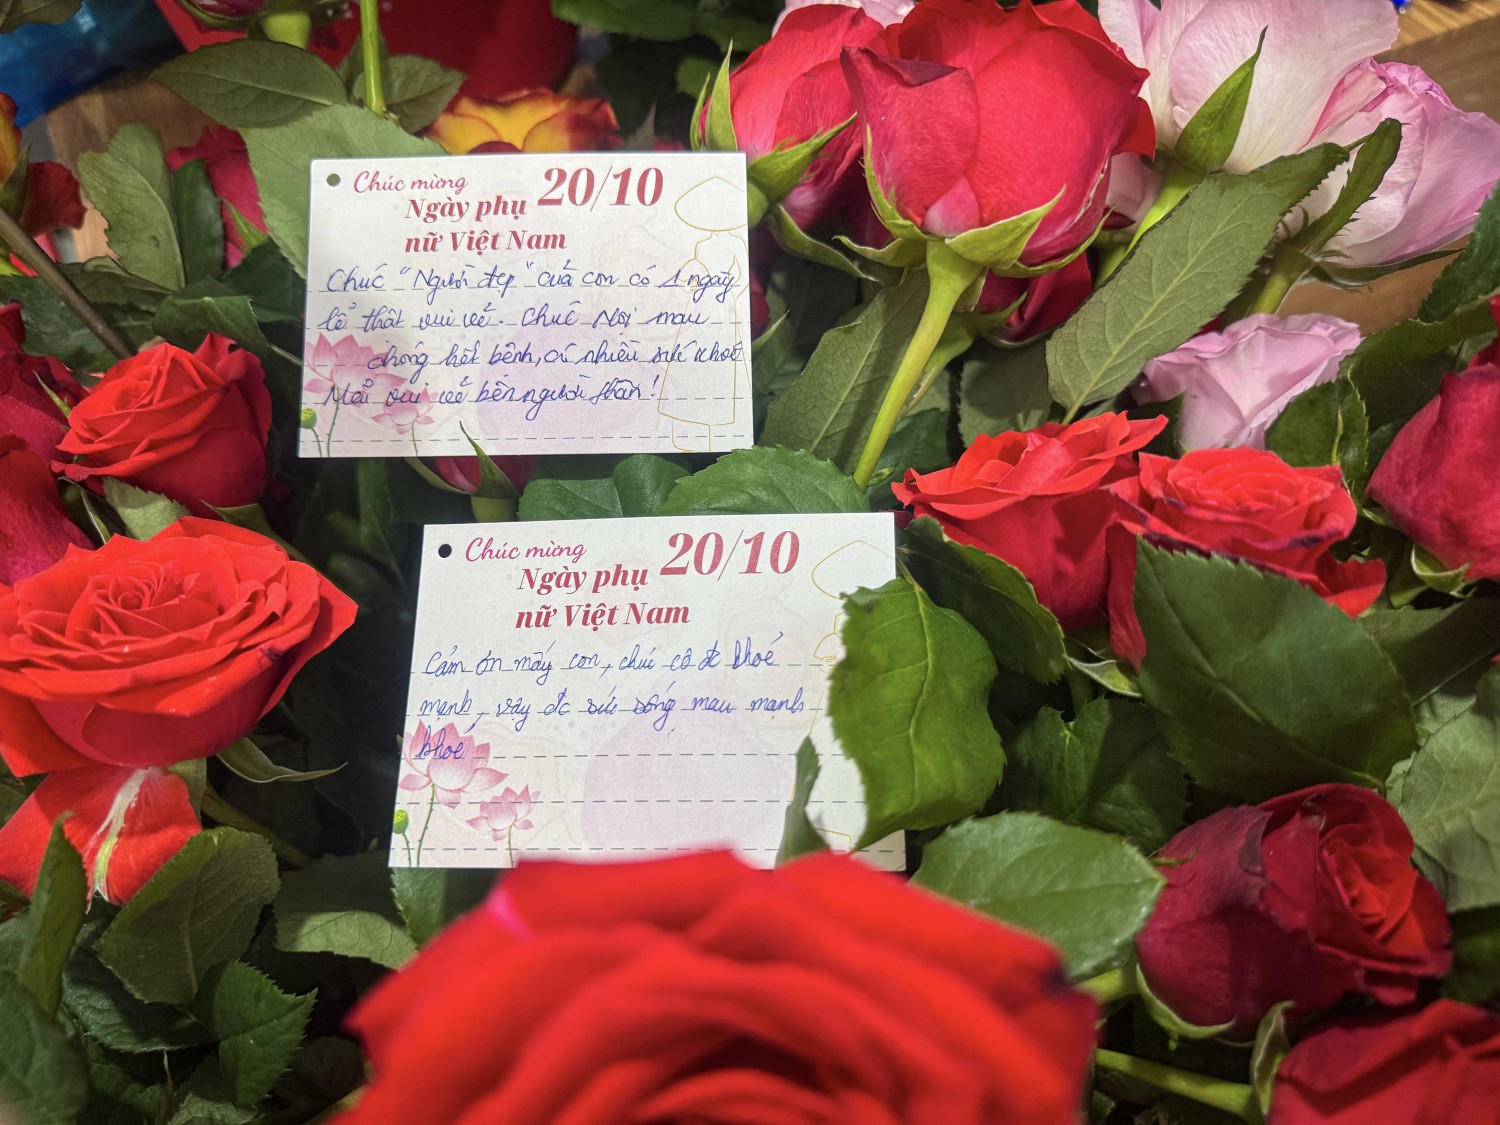 Chúc mừng 20/10
Ngày phụ
nữ Việt Nam
Chúc "Người đẹp" của con có 1 ngày
lễ thật vui vẻ. Chúc Nội mau
chóng hết bệnh, có nhiều sức khoẻ
vui vẻ bên người thân!
Chúc mừng 20/10
Ngày phụ
nữ Việt Nam
Cảm ơn mấy con, chúc cô đc khoẻ
mạnh, vậy đc sức sống mau mạnh
khoẻ